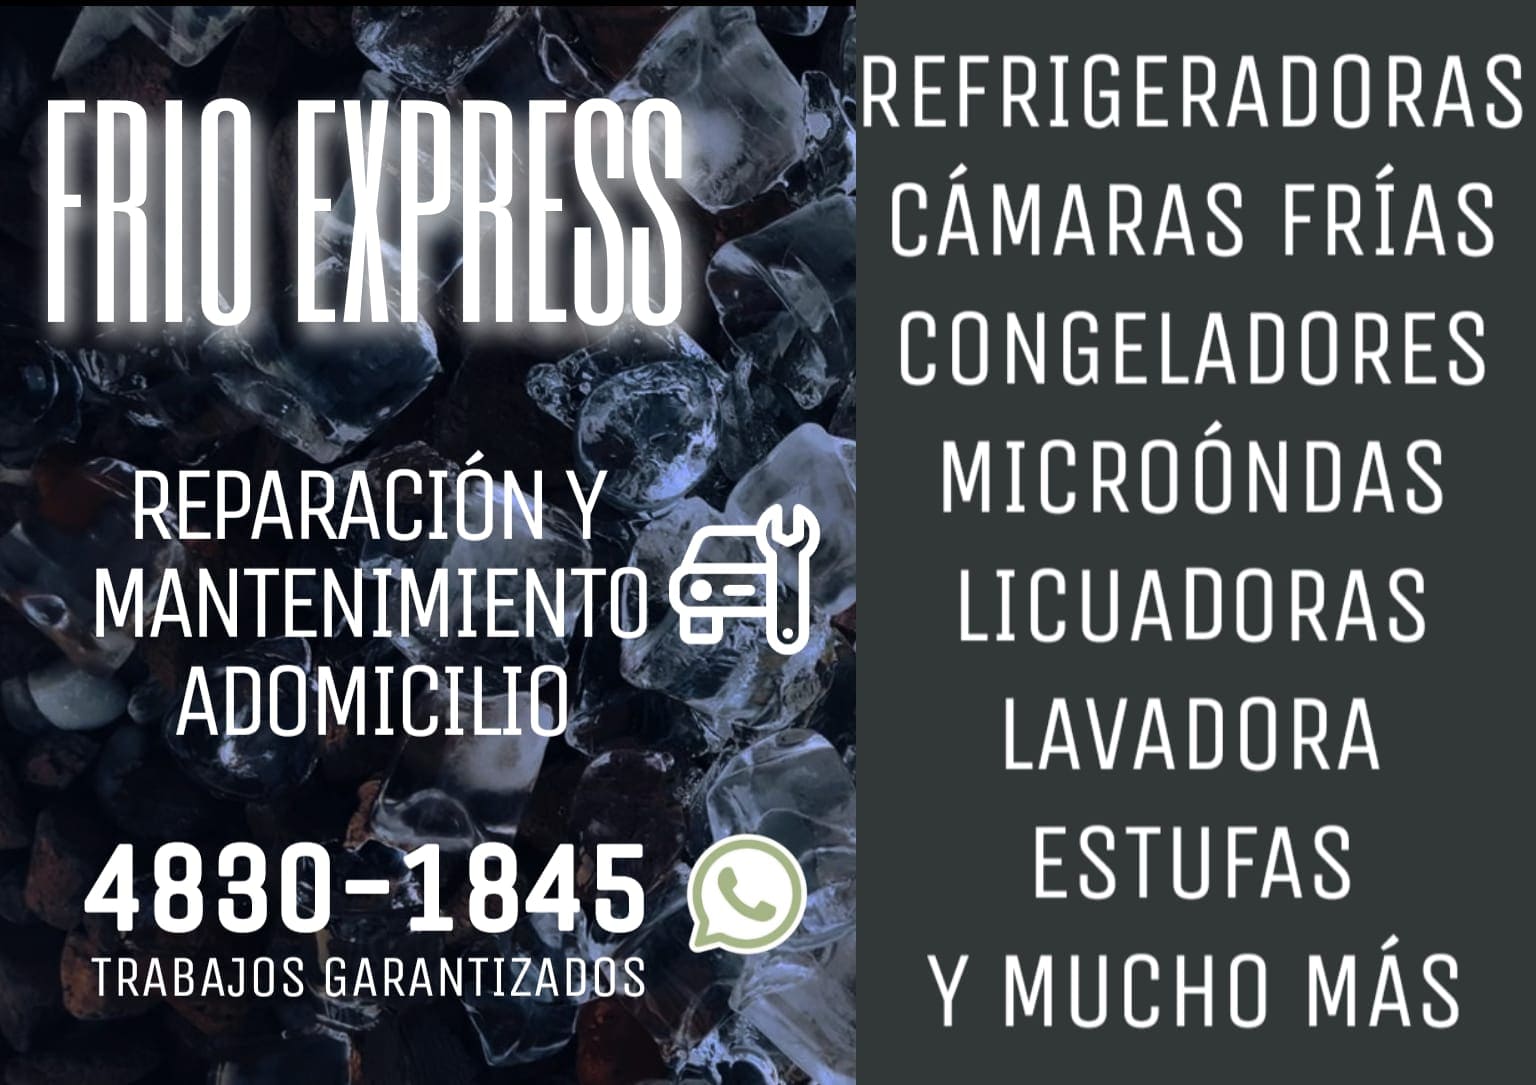 FRIO EXPRESS
REPARACIÓN Y
MANTENIMIENTO
ADOMICILIO
4830-1845
TRABAJOS GARANTIZADOS
REFRIGERADORAS
CÁMARAS FRÍAS
CONGELADORES
MICROÓNDAS
LICUADORAS
LAVADORA
ESTUFAS
Y MUCHO MÁS